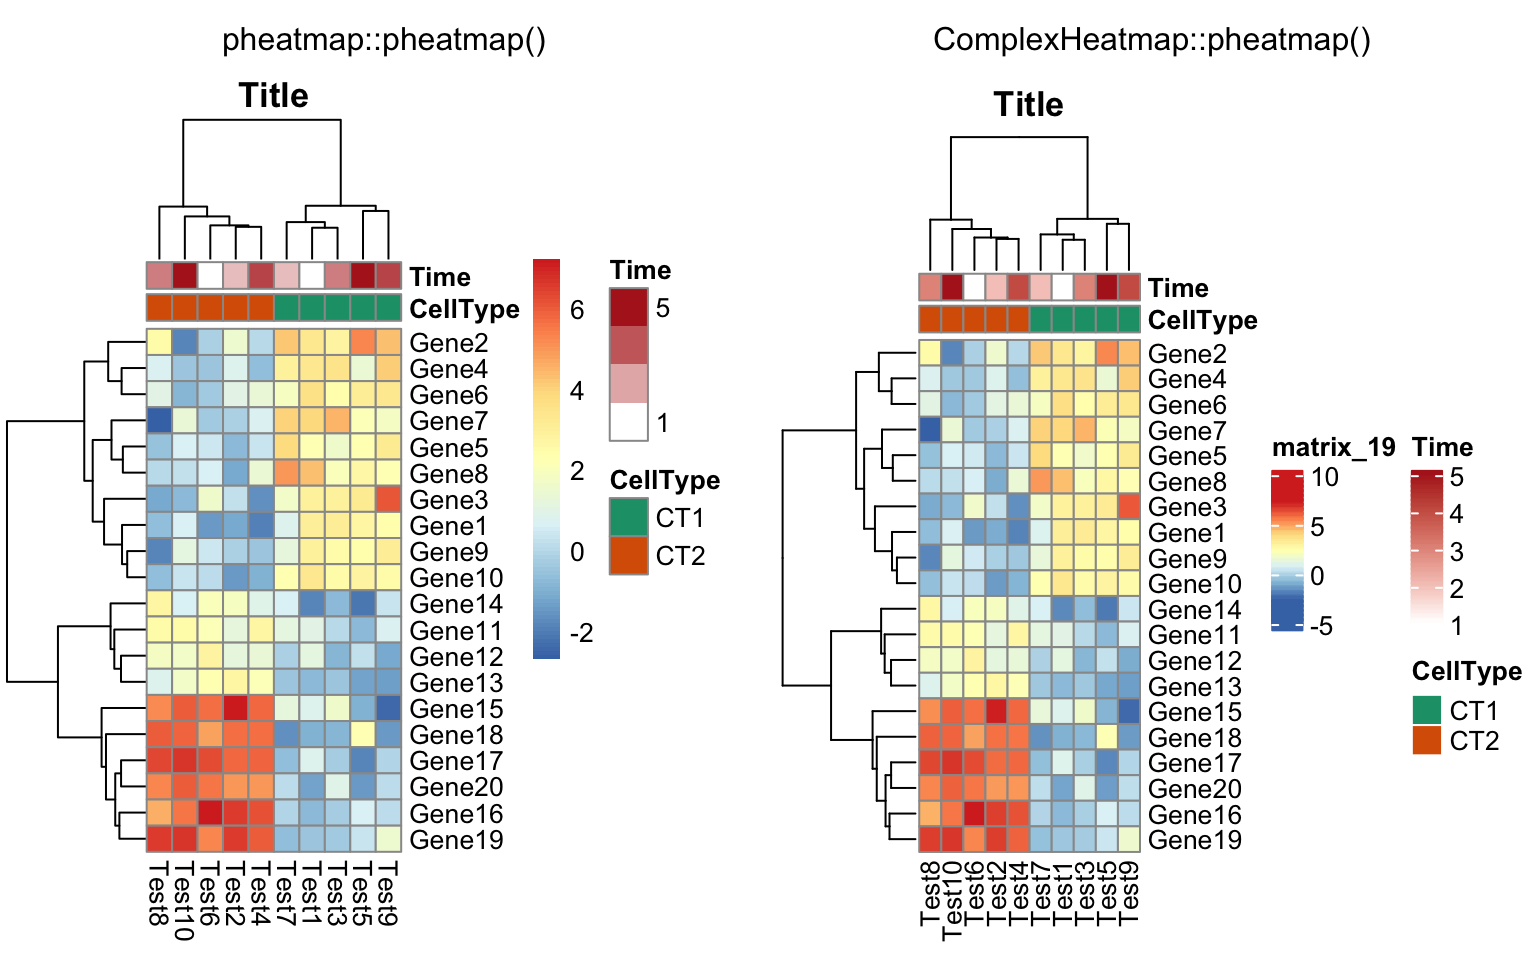 pheatmap::pheatmap()
Title
Time
CellType
Gene2
Gene4
Gene6
Gene7
Gene5
Gene8
Gene3
Gene1
Gene9
Gene10
Gene14
Gene11
Gene12
Gene13
Gene15
Gene18
Gene17
Gene20
Gene16
Gene19
Test8
Test10
Test6
Test2
Test4
Test7
Test1
Test3
Test5
Test9
6
4
2
0
-2
Time
5
1
CellType
CT1
CT2
ComplexHeatmap::pheatmap()
Title
Time
CellType
Gene2
Gene4
Gene6
Gene7
Gene5
Gene8
Gene3
Gene1
Gene9
Gene10
Gene14
Gene11
Gene12
Gene13
Gene15
Gene18
Gene17
Gene20
Gene16
Gene19
Test8
Test10
Test6
Test2
Test4
Test7
Test1
Test3
Test5
Test9
matrix_19
10
5
0
-5
Time
5
4
3
2
1
CellType
CT1
CT2